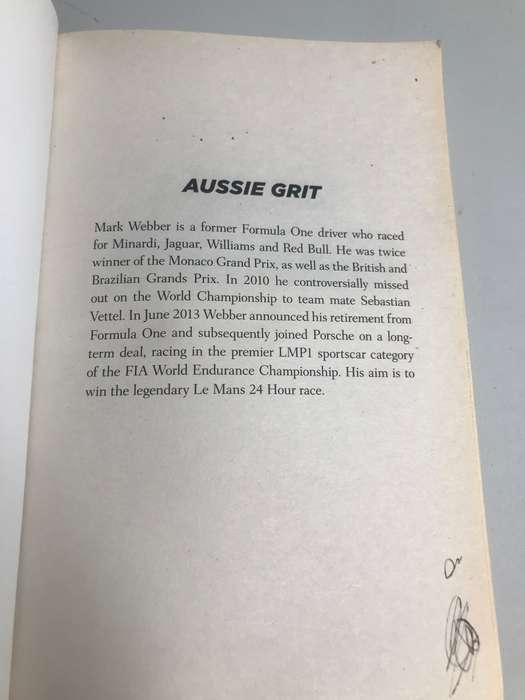 AUSSIE GRIT
Mark Webber is a former Formula One driver who raced
for Minardi, Jaguar, Williams and Red Bull. He was twice
winner of the Monaco Grand Prix, as well as the British and
Brazilian Grands Prix. In 2010 he controversially missed
out on the World Championship to team mate Sebastian
Vettel. In June 2013 Webber announced his retirement from
Formula One and subsequently joined Porsche on a long-
term deal, racing in the premier LMP1 sportscar category
of the FIA World Endurance Championship. His aim is to
win the legendary Le Mans 24 Hour race.